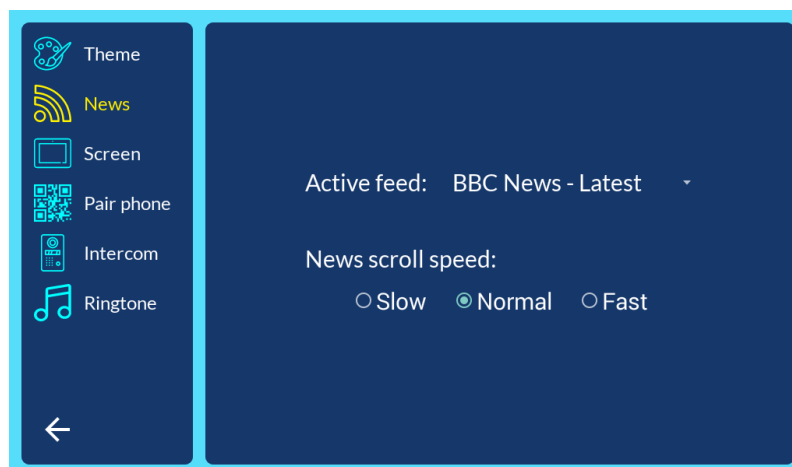 Theme
News
Screen
Pair phone
Intercom
Ringtone
Active feed: BBC News - Latest
News scroll speed:
Slow Normal Fast